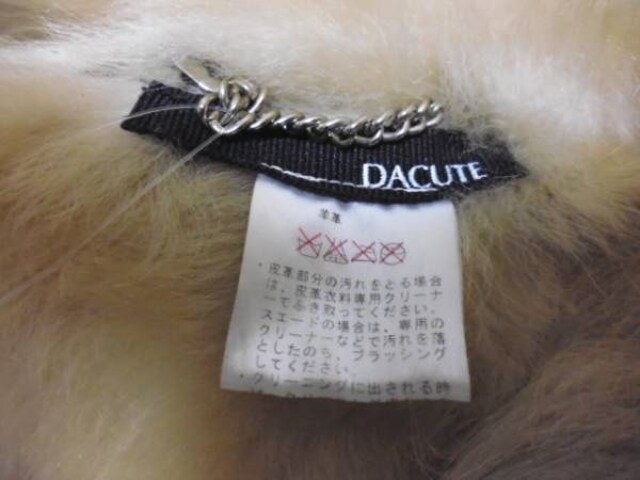 DACUTE
羊革
・皮革部分の汚れをとる場合
は、皮革衣料専用クリーナ
ーでふき取ってください。
スエードの場合は、専用の
クリーナーなどで汚れを落
としたのち、ブラッシング
してください。
・クリーニングに出される時